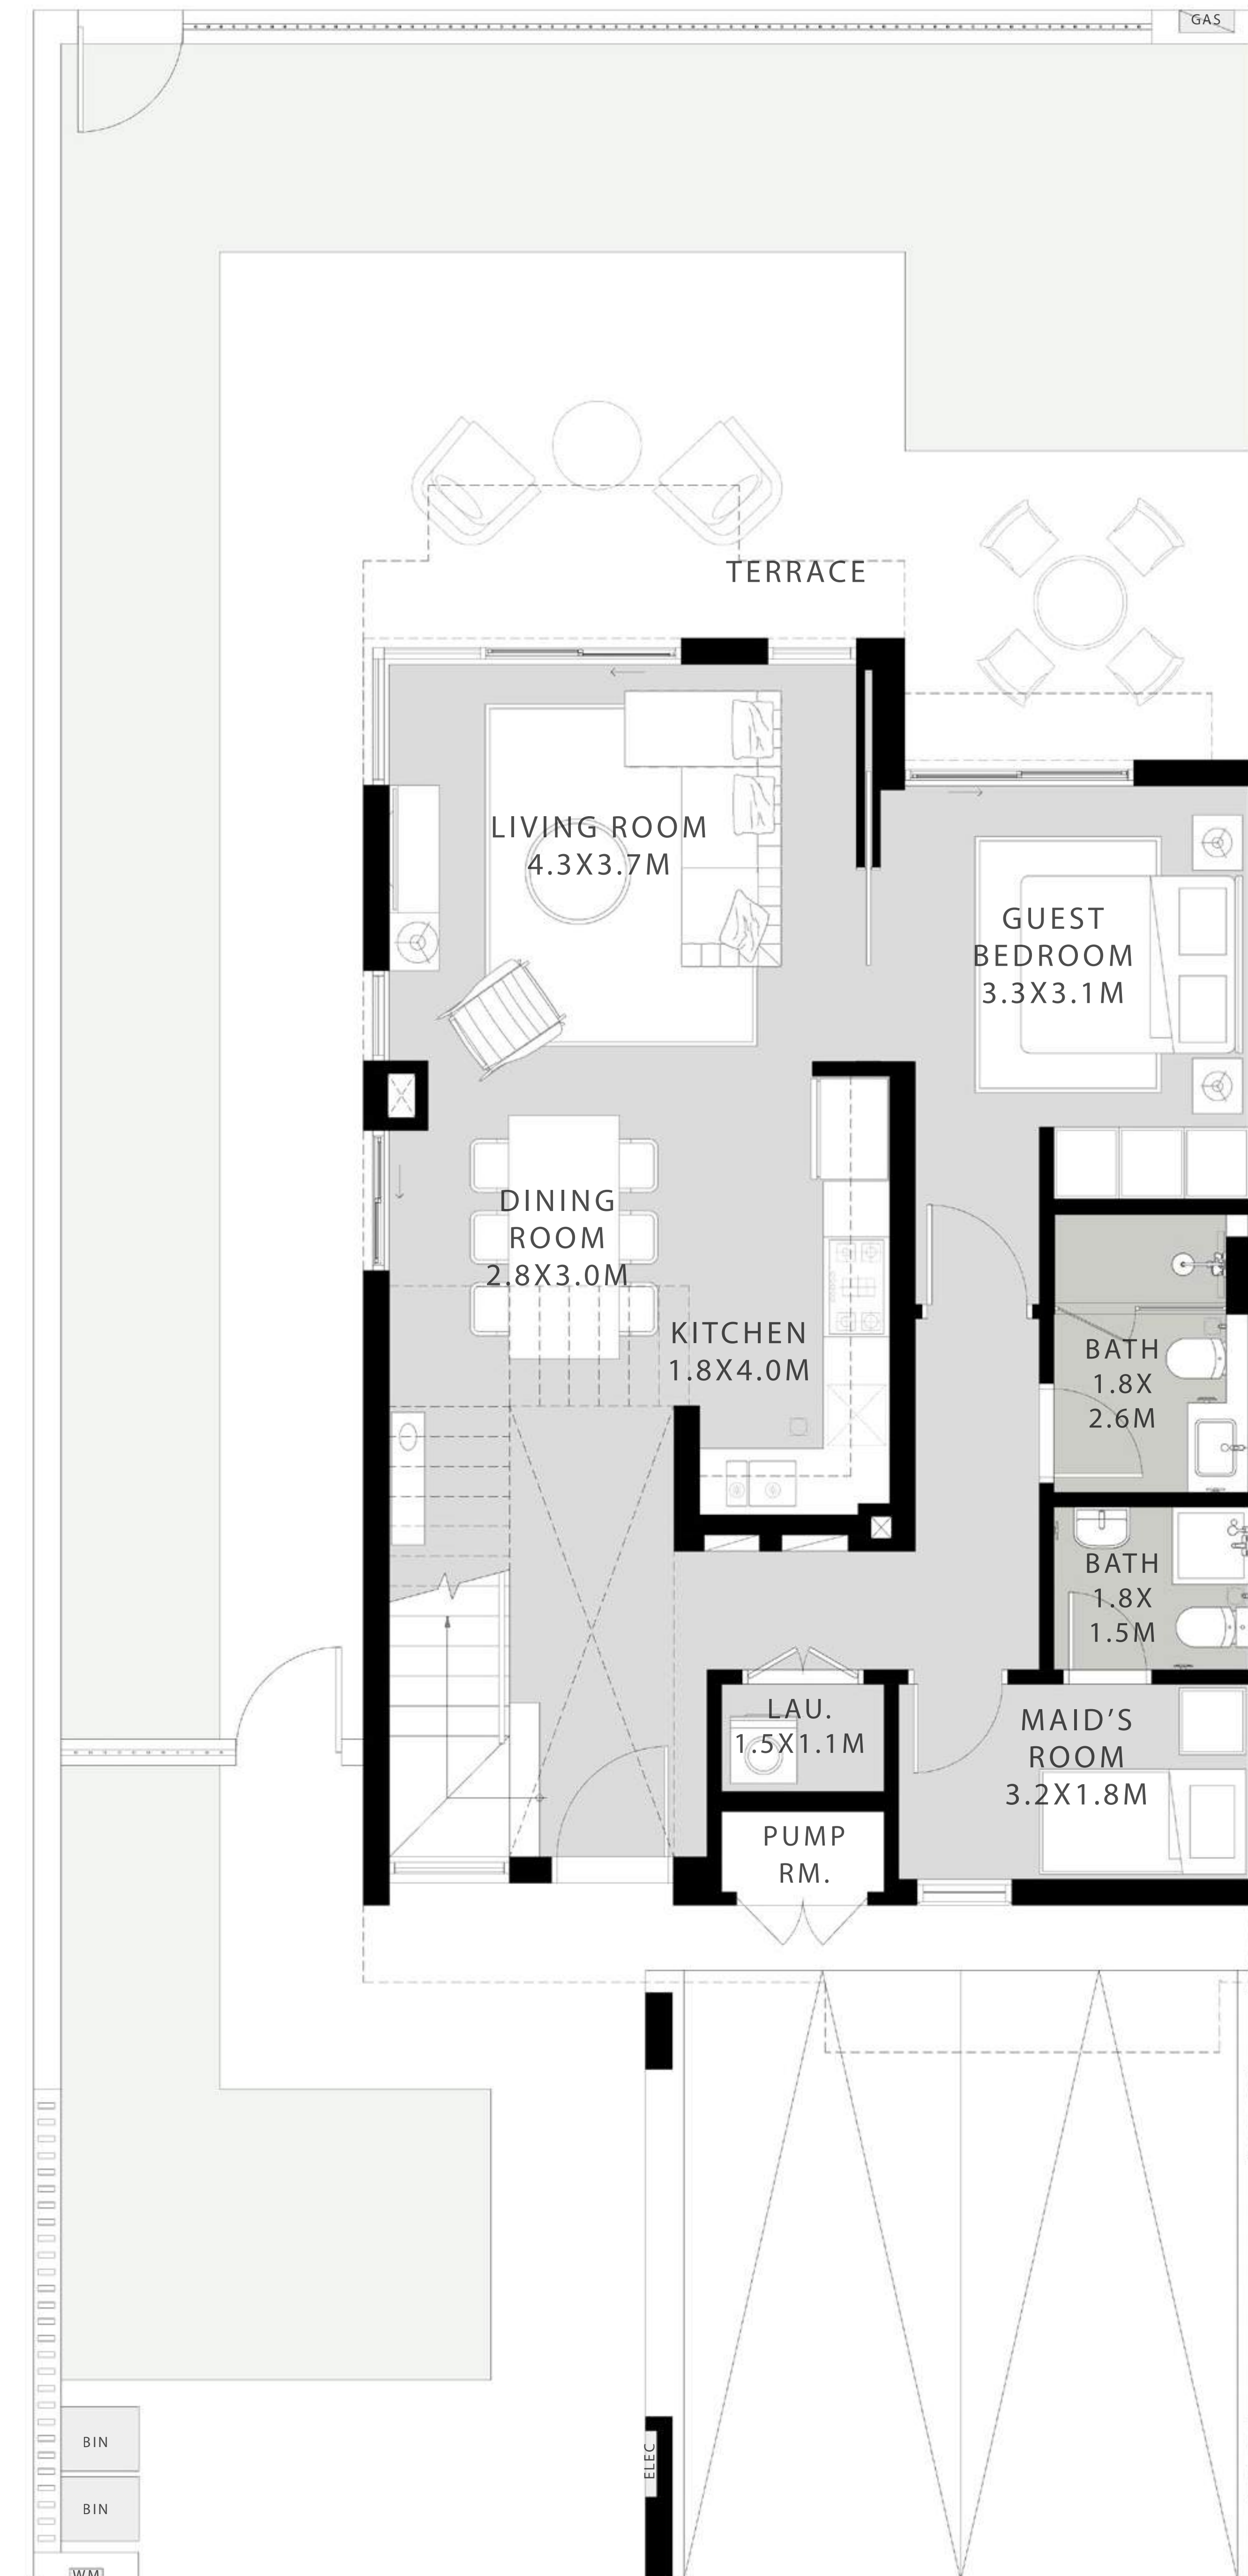 GAS
TERRACE
LIVING ROOM
4.3X3.7M
GUEST
BEDROOM
3.3X3.1M
DINING
ROOM
2.8X3.0M
KITCHEN
1.8X4.0M
BATH
1.8X
2.6M
BATH
1.8X
1.5M
LAU.
1.5X1.1M
MAID'S
ROOM
3.2X1.8M
PUMP
RM.
BIN
ELEC
BIN
WM